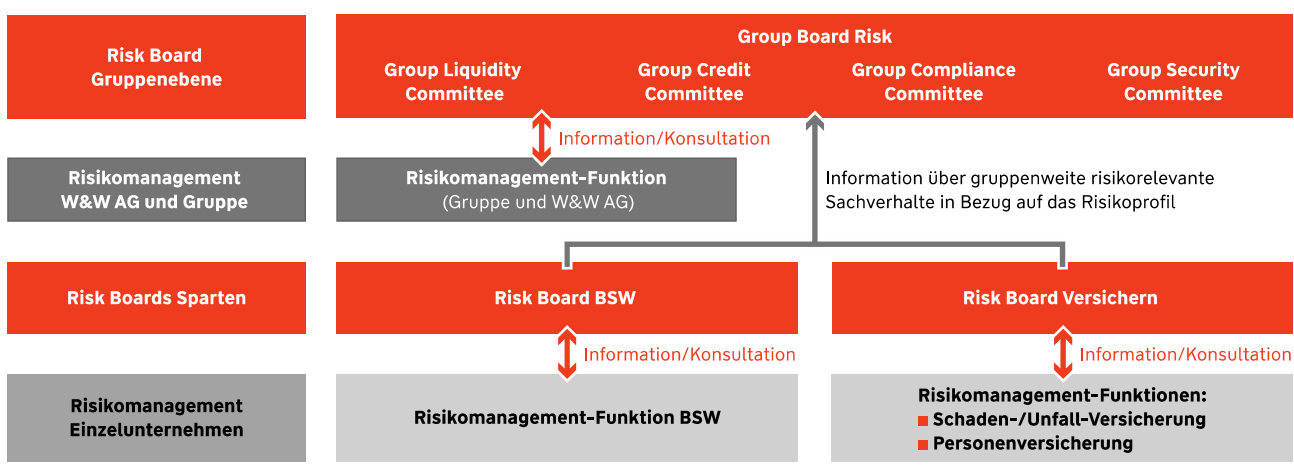 Risk Board
Gruppenebene
Group Board Risk
Group Liquidity
Committee
Group Credit
Committee
Group Compliance
Committee
Group Security
Committee
Information/Konsultation
Risikomanagement
W&W AG und Gruppe
Risikomanagement-Funktion
(Gruppe und W&W AG)
Information über gruppenweite risikorelevante
Sachverhalte in Bezug auf das Risikoprofil
Risk Boards Sparten
Risk Board BSW
Risk Board Versichern
Information/Konsultation
Information/Konsultation
Risikomanagement
Einzelunternehmen
Risikomanagement-Funktion BSW
Risikomanagement-Funktionen:
Schaden-/Unfall-Versicherung
Personenversicherung